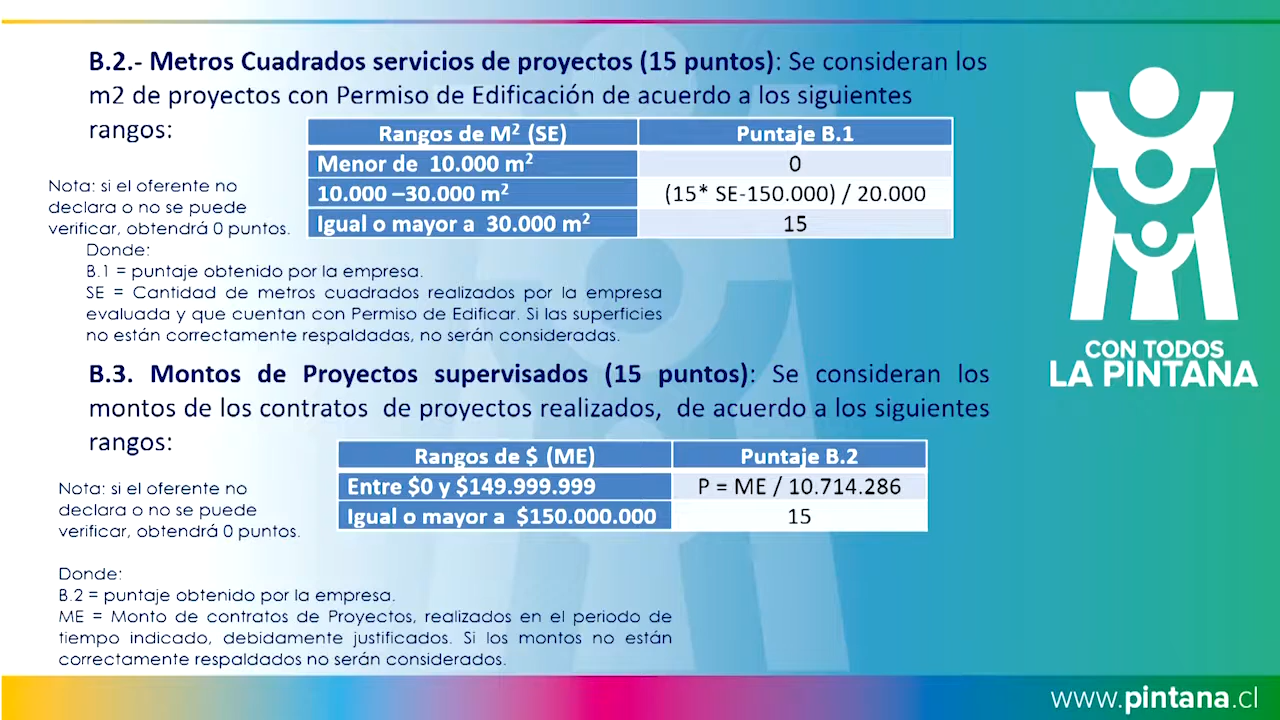 B.2.- Metros Cuadrados servicios de proyectos (15 puntos): Se consideran los
m2 de proyectos con Permiso de Edificación de acuerdo a los siguientes
rangos:
Rangos de M² (SE) Puntaje B.1
Menor de 10.000 m² 0
10.000 –30.000 m² (15* SE-150.000) / 20.000
Igual o mayor a 30.000 m² 15
Nota: si el oferente no
declara o no se puede
verificar, obtendrá 0 puntos.
Donde:
B.1 = puntaje obtenido por la empresa.
SE = Cantidad de metros cuadrados realizados por la empresa
evaluada y que cuentan con Permiso de Edificar. Si las superficies
no están correctamente respaldadas, no serán consideradas.
B.3. Montos de Proyectos supervisados (15 puntos): Se consideran los
montos de los contratos de proyectos realizados, de acuerdo a los siguientes
rangos:
Rangos de $ (ME) Puntaje B.2
Entre $0 y $149.999.999 P = ME / 10.714.286
Igual o mayor a $150.000.000 15
Nota: si el oferente no
declara o no se puede
verificar, obtendrá 0 puntos.
Donde:
B.2 = puntaje obtenido por la empresa.
ME = Monto de contratos de Proyectos, realizados en el periodo de
tiempo indicado, debidamente justificados. Si los montos no están
correctamente respaldados no serán considerados.
CON TODOS
LA PINTANA
www.pintana.cl